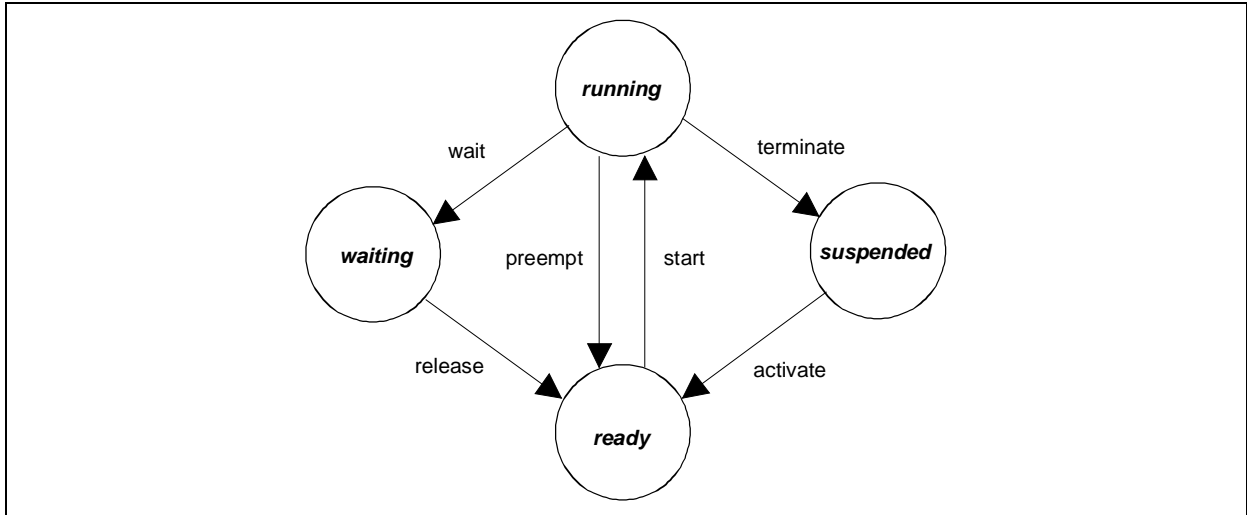 running
wait
terminate
waiting
preempt
start
suspended
release
activate
ready